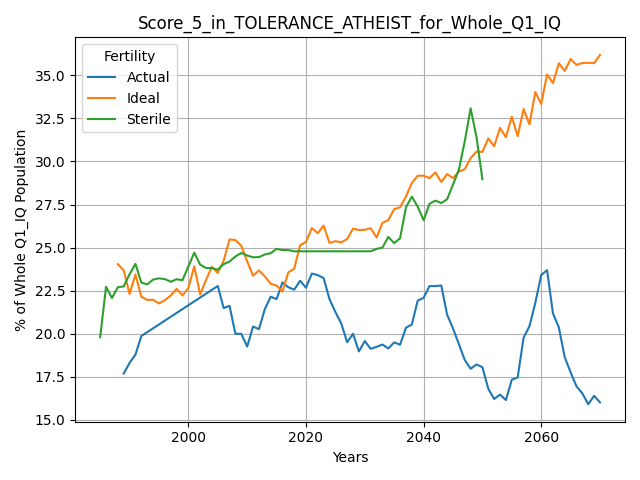 Score_5_in_TOLERANCE_ATHEIST_for_Whole_Q1_IQ
Fertility
Actual
Ideal
Sterile
% of Whole Q1_IQ Population
35.0
32.5
30.0
27.5
25.0
22.5
20.0
17.5
15.0
2000
2020
2040
2060
Years